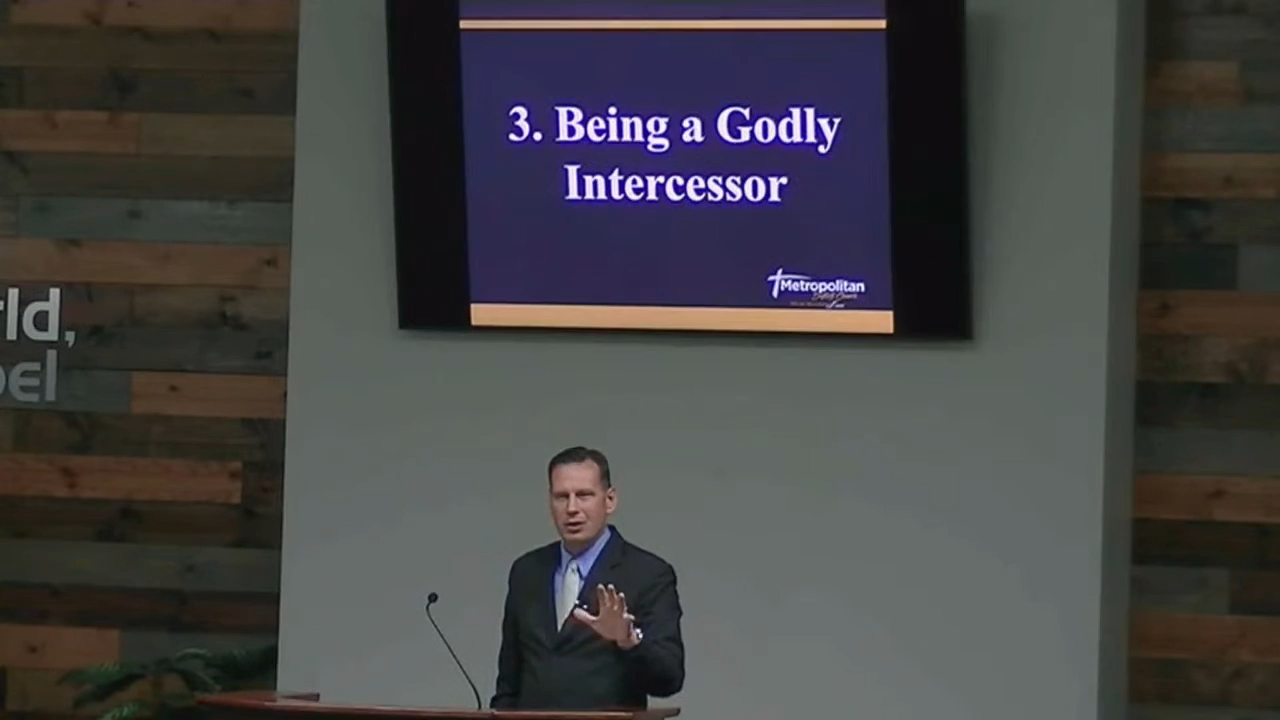 3. Being a Godly
Intercessor
Metropolitan
rld,
pel